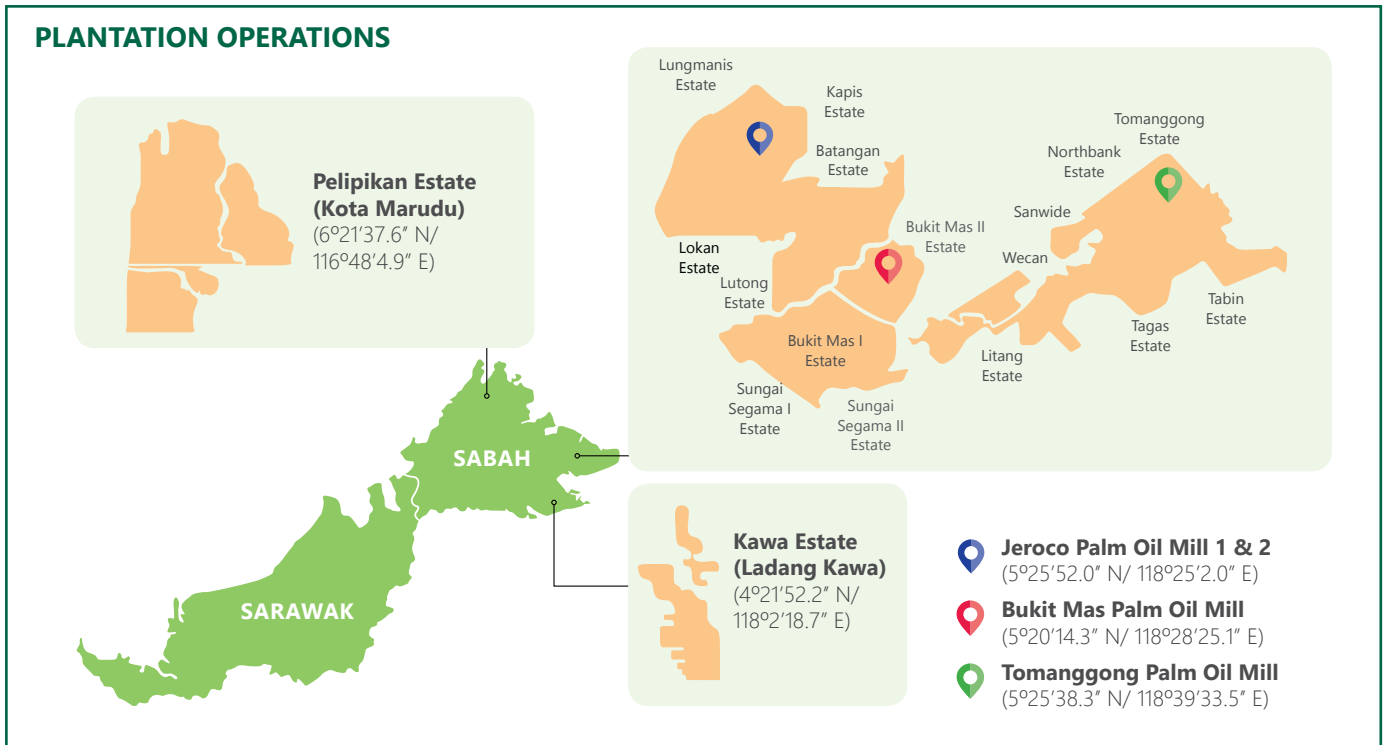 PLANTATION OPERATIONS
Pelipikan Estate
(Kota Marudu)
(6º21’37.6” N/
116º48’4.9” E)
Lungmanis
Estate
Kapis
Estate
Batangan
Estate
Lokan
Estate
Lutong
Estate
Bukit Mas II
Estate
Bukit Mas I
Estate
Sungai
Segama I
Estate
Sungai
Segama II
Estate
Tomanggong
Estate
Northbank
Estate
Sanwide
Wecan
Litang
Estate
Tagas
Estate
Tabin
Estate
SABAH
SARAWAK
Kawa Estate
(Ladang Kawa)
(4º21’52.2” N/
118º2’18.7” E)
Jeroco Palm Oil Mill 1 & 2
(5º25’52.0” N/ 118º25’2.0” E)
Bukit Mas Palm Oil Mill
(5º20’14.3” N/ 118º28’25.1” E)
Tomanggong Palm Oil Mill
(5º25’38.3” N/ 118º39’33.5” E)